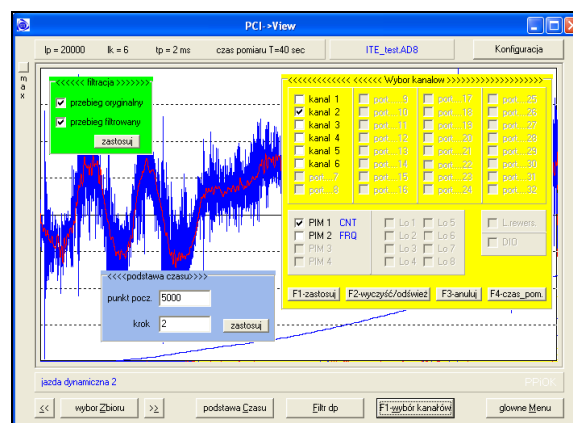 PCI->View
lp = 20000 lk = 6 tp = 2 ms czas pomiaru T=40 sec ITE_test.AD8 Konfiguracja
max
<<<<<< filtracja >>>>>>>
przebieg oryginalny
przebieg filtrowany
zastosuj
<<<<<<<<<<<<< <<<<<<Wybor kanalow >>>>>>>>>>>>>>>>>>>
kanal 1 port....9 port....17 port....25
kanal 2 port....10 port....18 port....26
kanal 3 port....11 port....19 port....27
kanal 4 port....12 port....20 port....28
kanal 5 port....13 port....21 port....29
kanal 6 port....14 port....22 port....30
port....7 port....15 port....23 port....31
port....8 port....16 port....24 port....32
PIM 1 CNT Lo 1 Lo 5 L.rewers.
PIM 2 FRQ Lo 2 Lo 6 DIO
PIM 3 Lo 3 Lo 7
PIM 4 Lo 4 Lo 8
F1-zastosuj F2-wyczyść/odśwież F3-anuluj F4-czas_pom.
<<<<podstawa czasu>>>>
punkt pocz. 5000
krok 2 zastosuj
jazda dynamiczna 2
<< wybor Zbioru >> podstawa Czasu Filtr dp F1-wybór kanałów glowne Menu